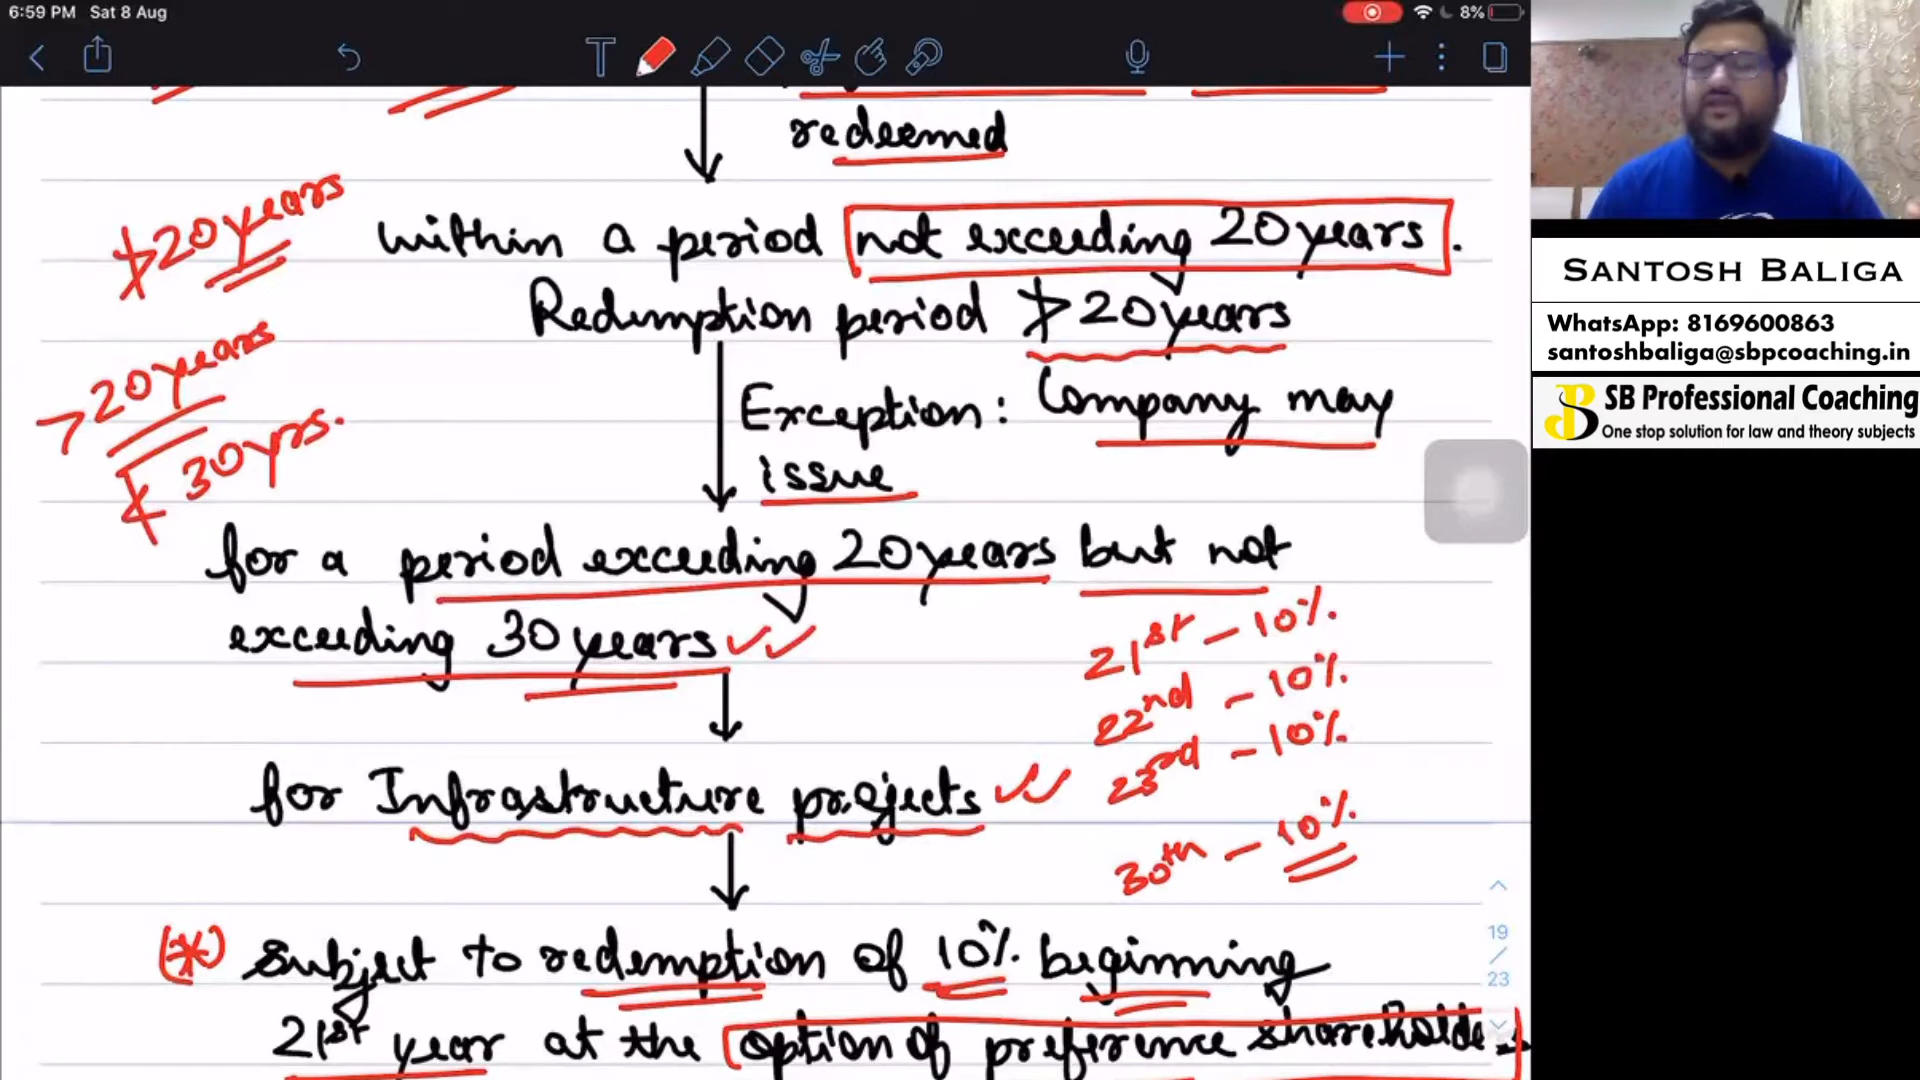 6:59 PM Sat 8 Aug
8%
redeemed
≯20 years
within a period not exceeding 20 years.
Redemption period ≯ 20 years
>20 years
≮ 30 yrs.
Exception: Company may
issue
for a period exceeding 20 years but not
exceeding 30 years
21st - 10%
22nd - 10%
23rd - 10%
for Infrastructure projects
30th - 10%
(*) subject to redemption of 10% beginning
21st year at the option of preference shareholders
19
/
23
SANTOSH BALIGA
WhatsApp: 8169600863
santoshbaliga@sbpcoaching.in
SB Professional Coaching
One stop solution for law and theory subjects